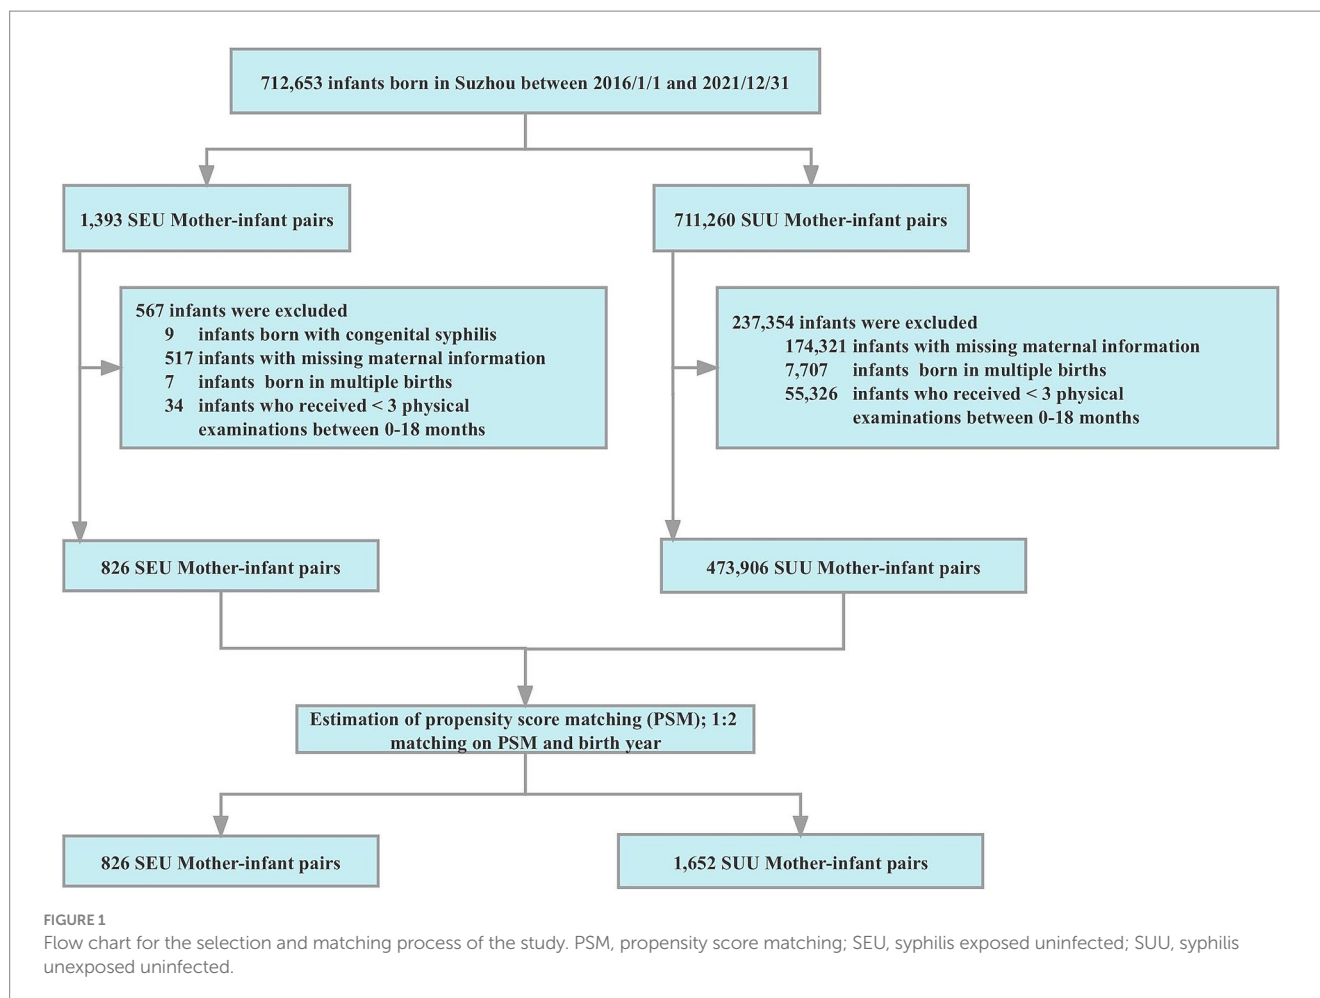 712,653 infants born in Suzhou between 2016/1/1 and 2021/12/31
1,393 SEU Mother-infant pairs
711,260 SUU Mother-infant pairs
567 infants were excluded
9 infants born with congenital syphilis
517 infants with missing maternal information
7 infants born in multiple births
34 infants who received < 3 physical
examinations between 0-18 months
237,354 infants were excluded
174,321 infants with missing maternal information
7,707 infants born in multiple births
55,326 infants who received < 3 physical
examinations between 0-18 months
826 SEU Mother-infant pairs
473,906 SUU Mother-infant pairs
Estimation of propensity score matching (PSM); 1:2
matching on PSM and birth year
826 SEU Mother-infant pairs
1,652 SUU Mother-infant pairs
FIGURE 1
Flow chart for the selection and matching process of the study. PSM, propensity score matching; SEU, syphilis exposed uninfected; SUU, syphilis
unexposed uninfected.